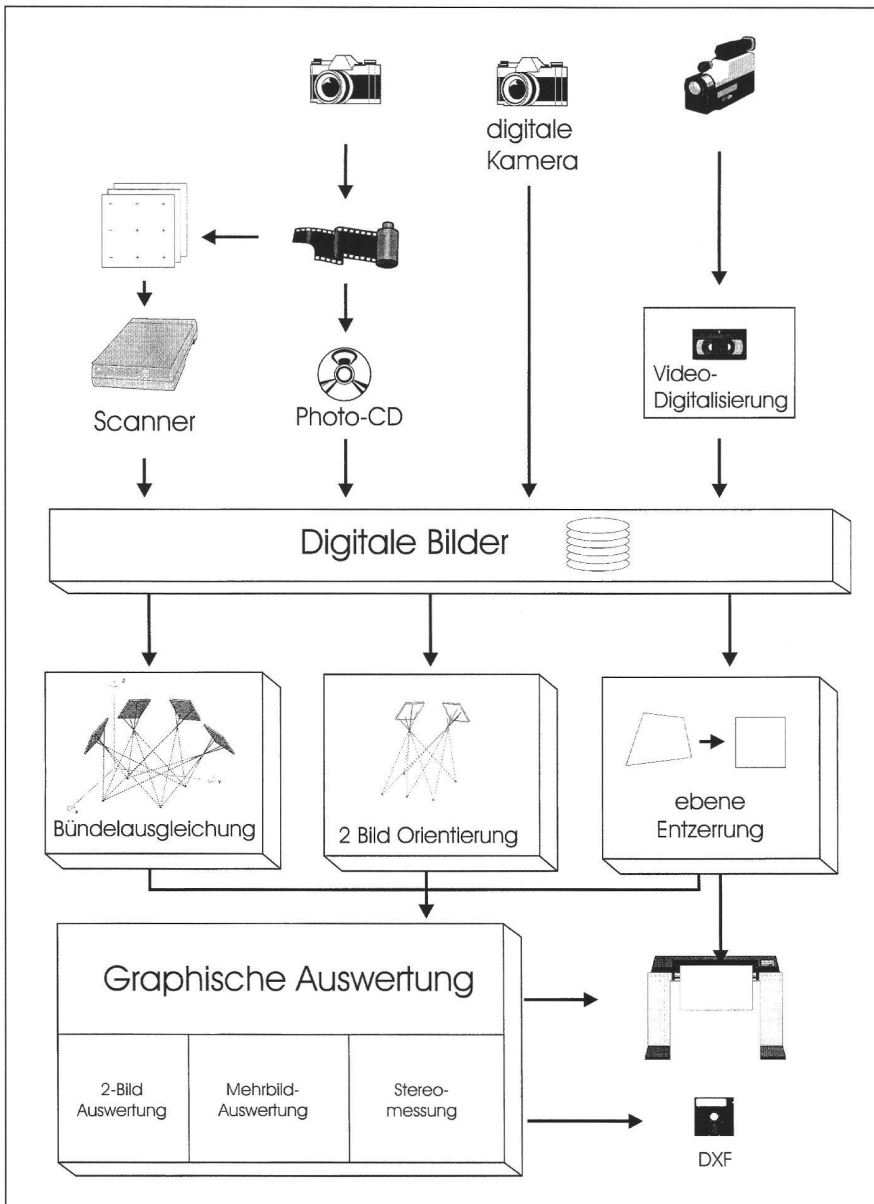 digitale
Kamera
Video-
Digitalisierung
Scanner
Photo-CD
Digitale Bilder
Bündelausgleichung
2 Bild Orientierung
ebene
Entzerrung
Graphische Auswertung
2-Bild
Auswertung
Mehrbild-
Auswertung
Stereo-
messung
DXF